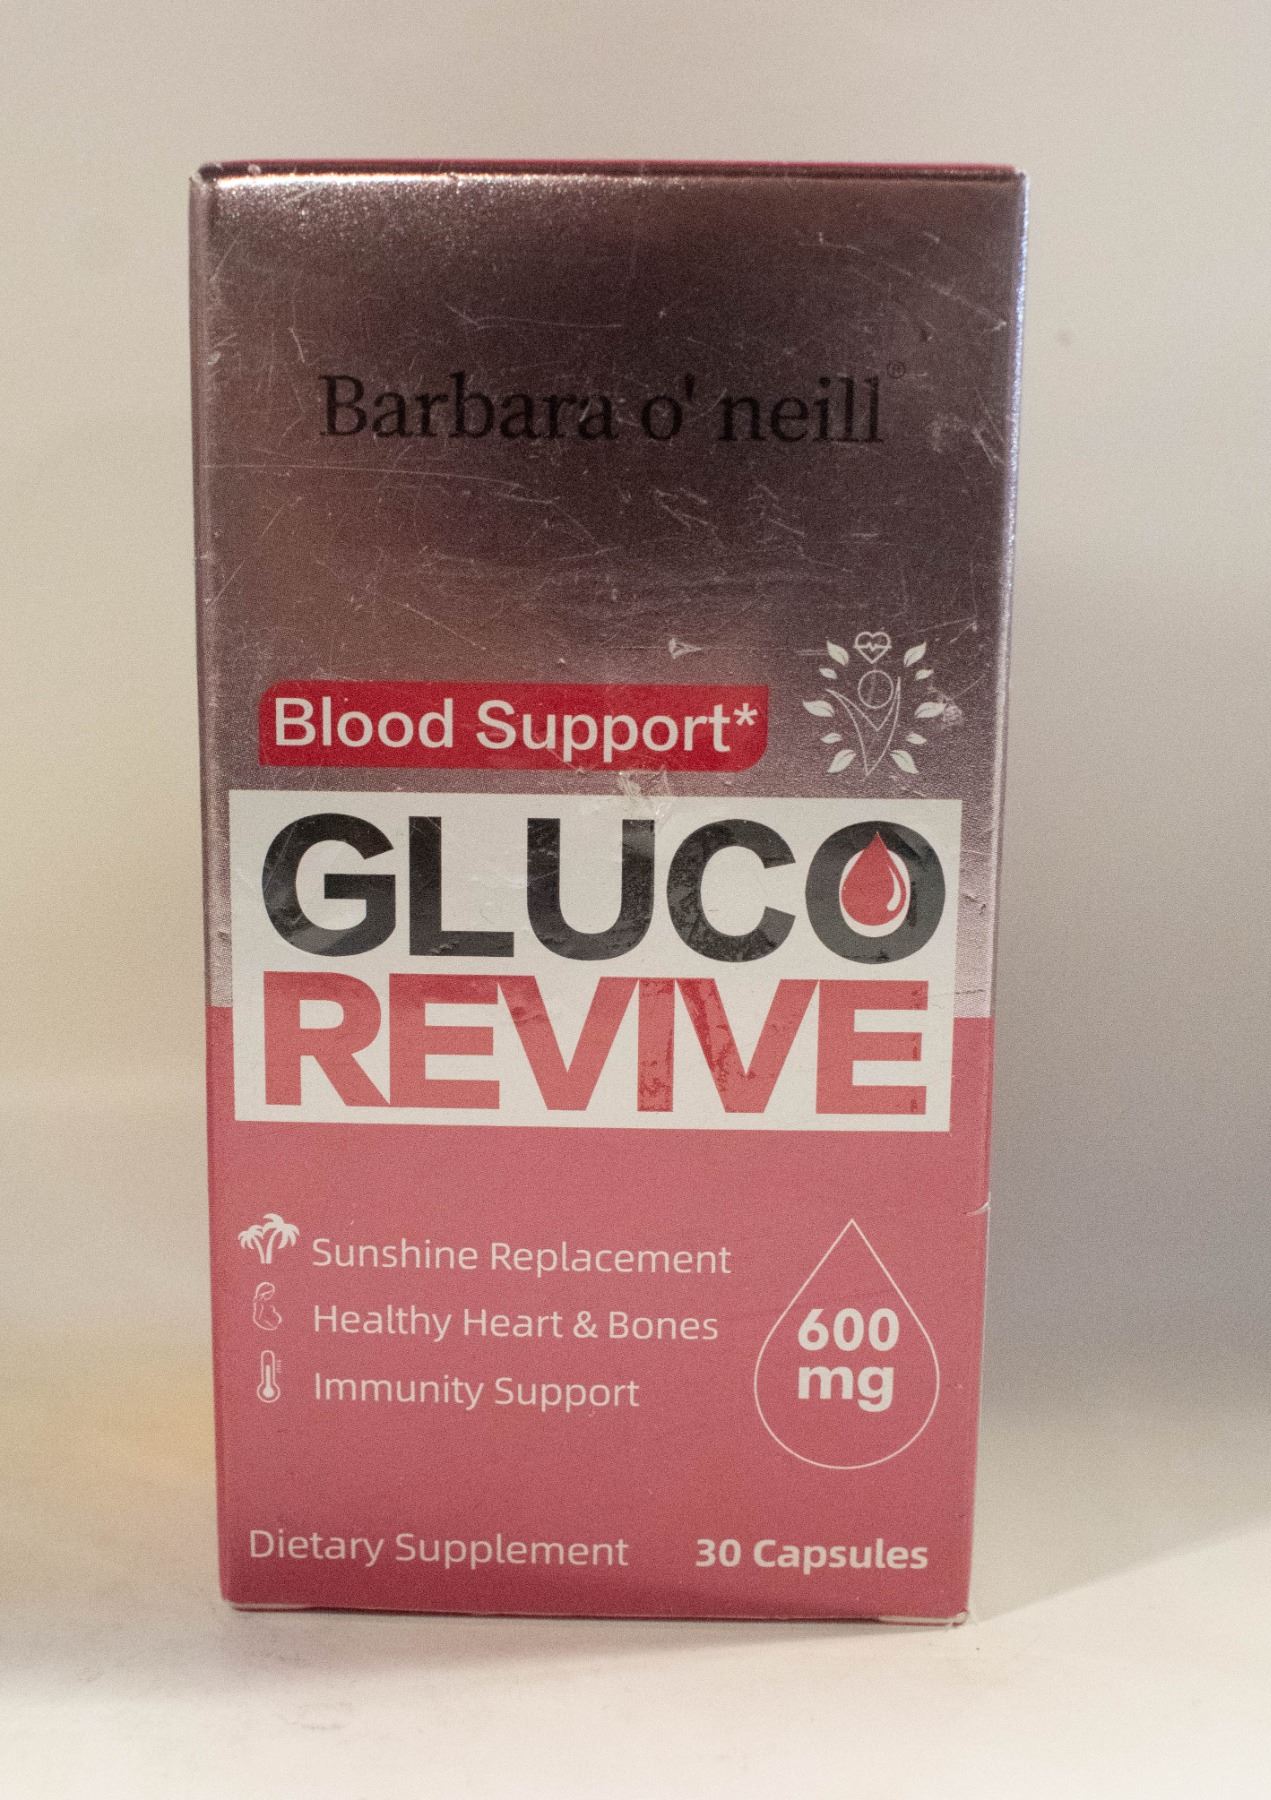 Barbara o' neill®
Blood Support*
GLUCO
REVIVE
Sunshine Replacement
Healthy Heart & Bones
Immunity Support
600
mg
Dietary Supplement
30 Capsules